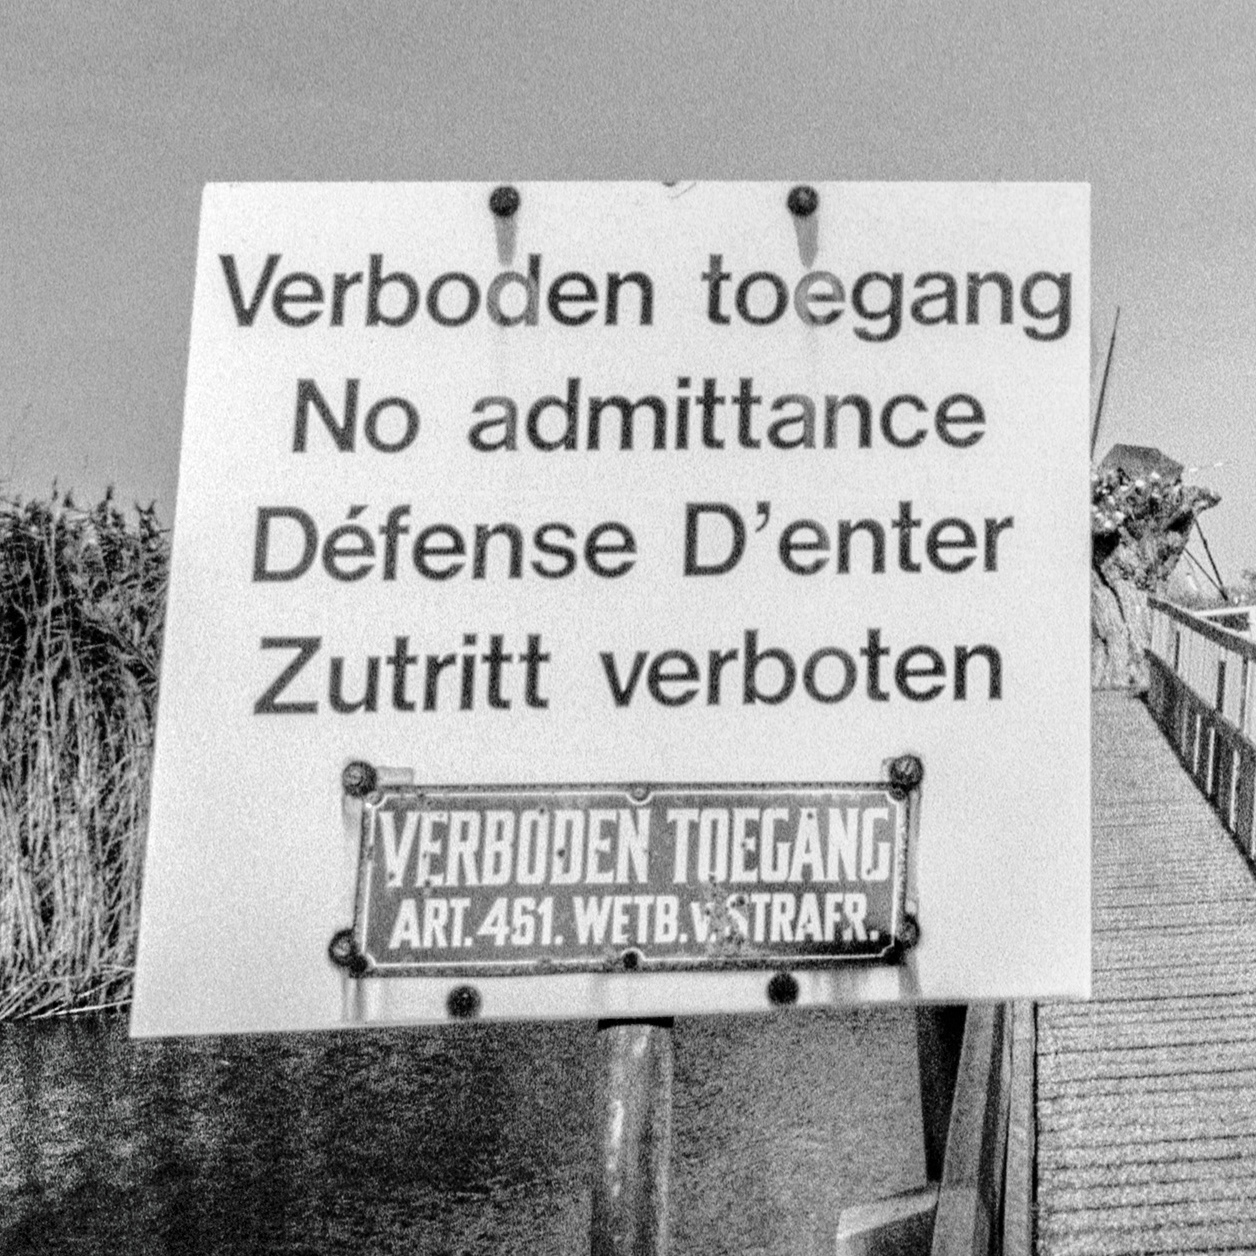 Verboden toegang
No admittance
Défense D'enter
Zutritt verboten
VERBODEN TOEGANG
ART. 461. WETB. v. STRAFR.